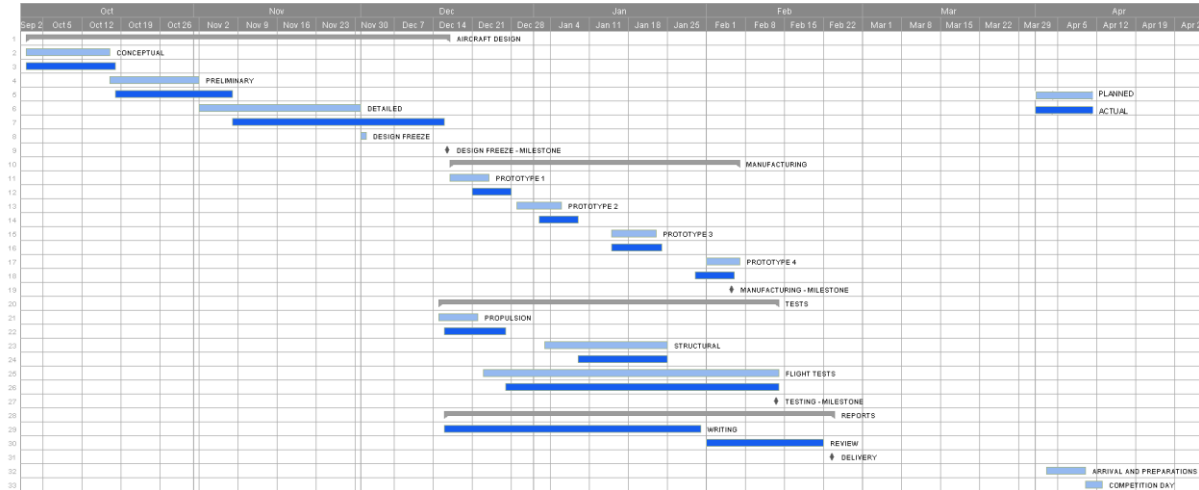 Oct Nov Dec Jan Feb Mar Apr
Sep 2 Oct 5 Oct 12 Oct 19 Oct 26 Nov 2 Nov 9 Nov 16 Nov 23 Nov 30 Dec 7 Dec 14 Dec 21 Dec 28 Jan 4 Jan 11 Jan 18 Jan 25 Feb 1 Feb 8 Feb 15 Feb 22 Mar 1 Mar 8 Mar 15 Mar 22 Mar 29 Apr 5 Apr 12 Apr 19 Apr 2
1 AIRCRAFT DESIGN
2 CONCEPTUAL
3
4 PRELIMINARY
5 PLANNED
6 DETAILED ACTUAL
7
8 DESIGN FREEZE
9 DESIGN FREEZE - MILESTONE
10 MANUFACTURING
11 PROTOTYPE 1
12
13 PROTOTYPE 2
14
15 PROTOTYPE 3
16
17 PROTOTYPE 4
18
19 MANUFACTURING - MILESTONE
20 TESTS
21 PROPULSION
22
23 STRUCTURAL
24
25 FLIGHT TESTS
26
27 TESTING - MILESTONE
28 REPORTS
29 WRITING
30 REVIEW
31 DELIVERY
32 ARRIVAL AND PREPARATIONS
33 COMPETITION DAY